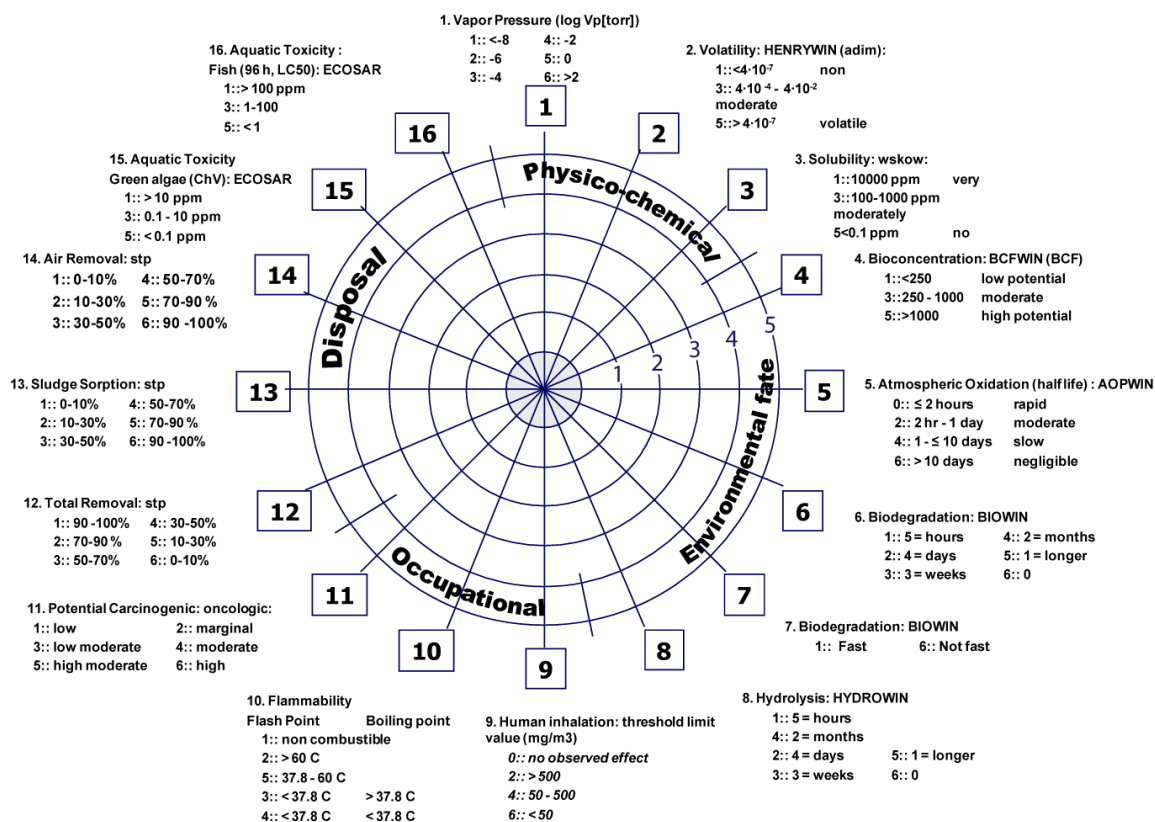 1. Vapor Pressure (log Vp[torr])
1:: <-8 4:: -2
2:: -6 5:: 0
3:: -4 6:: >2
2. Volatility: HENRYWIN (adim):
1::<4·10-7 non
3:: 4·10-4 - 4·10-2
moderate
5::> 4·10-7 volatile
3. Solubility: wskow:
1::10000 ppm very
3::100-1000 ppm
moderately
5<0.1 ppm no
4. Bioconcentration: BCFWIN (BCF)
1::<250 low potential
3::250 - 1000 moderate
5::>1000 high potential
5. Atmospheric Oxidation (half life) : AOPWIN
0:: ≤ 2 hours rapid
2:: 2 hr - 1 day moderate
4:: 1 - ≤ 10 days slow
6:: > 10 days negligible
6. Biodegradation: BIOWIN
1:: 5 = hours 4:: 2 = months
2:: 4 = days 5:: 1 = longer
3:: 3 = weeks 6:: 0
7. Biodegradation: BIOWIN
1:: Fast 6:: Not fast
8. Hydrolysis: HYDROWIN
1:: 5 = hours
4:: 2 = months
2:: 4 = days 5:: 1 = longer
3:: 3 = weeks 6:: 0
9. Human inhalation: threshold limit
value (mg/m3)
0:: no observed effect
2:: > 500
4:: 50 - 500
6:: < 50
10. Flammability
Flash Point Boiling point
1:: non combustible
2:: > 60 C
5:: 37.8 - 60 C
3:: < 37.8 C > 37.8 C
4:: < 37.8 C < 37.8 C
11. Potential Carcinogenic: oncologic:
1:: low 2:: marginal
3:: low moderate 4:: moderate
5:: high moderate 6:: high
12. Total Removal: stp
1:: 90 -100% 4:: 30-50%
2:: 70-90 % 5:: 10-30%
3:: 50-70% 6:: 0-10%
13. Sludge Sorption: stp
1:: 0-10% 4:: 50-70%
2:: 10-30% 5:: 70-90 %
3:: 30-50% 6:: 90 -100%
14. Air Removal: stp
1:: 0-10% 4:: 50-70%
2:: 10-30% 5:: 70-90 %
3:: 30-50% 6:: 90 -100%
15. Aquatic Toxicity
Green algae (ChV): ECOSAR
1:: > 10 ppm
3:: 0.1 - 10 ppm
5:: < 0.1 ppm
16. Aquatic Toxicity :
Fish (96 h, LC50): ECOSAR
1::> 100 ppm
3:: 1-100
5:: < 1
1
2
3
4
5
6
7
8
9
10
11
12
13
14
15
16
Physico-chemical
Environmental fate
Occupational
Disposal
1
2
3
4
5